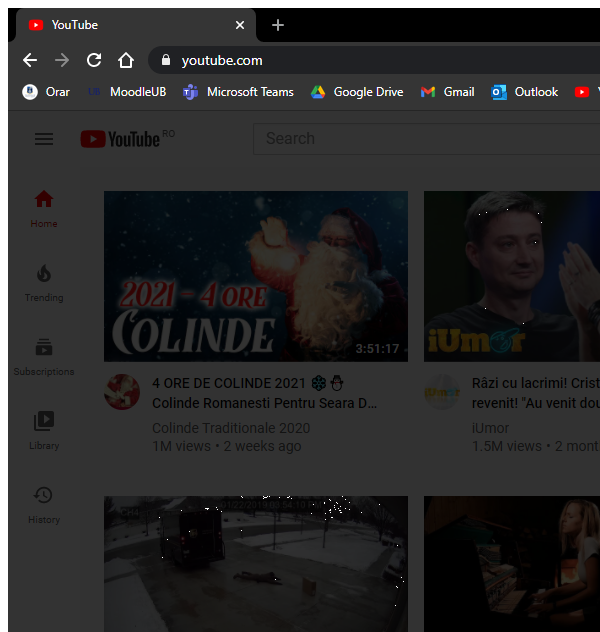 YouTube
youtube.com
Orar
UB
MoodleUB
Microsoft Teams
Google Drive
Gmail
Outlook
YouTube RO
Search
Home
Trending
Subscriptions
Library
History
2021 - 4 ORE
COLINDE
3:51:17
4 ORE DE COLINDE 2021
Colinde Romanesti Pentru Seara D...
Colinde Traditionale 2020
1M views • 2 weeks ago
iUmor
Râzi cu lacrimi! Crist
revenit! "Au venit dou
iUmor
1.5M views • 2 mont